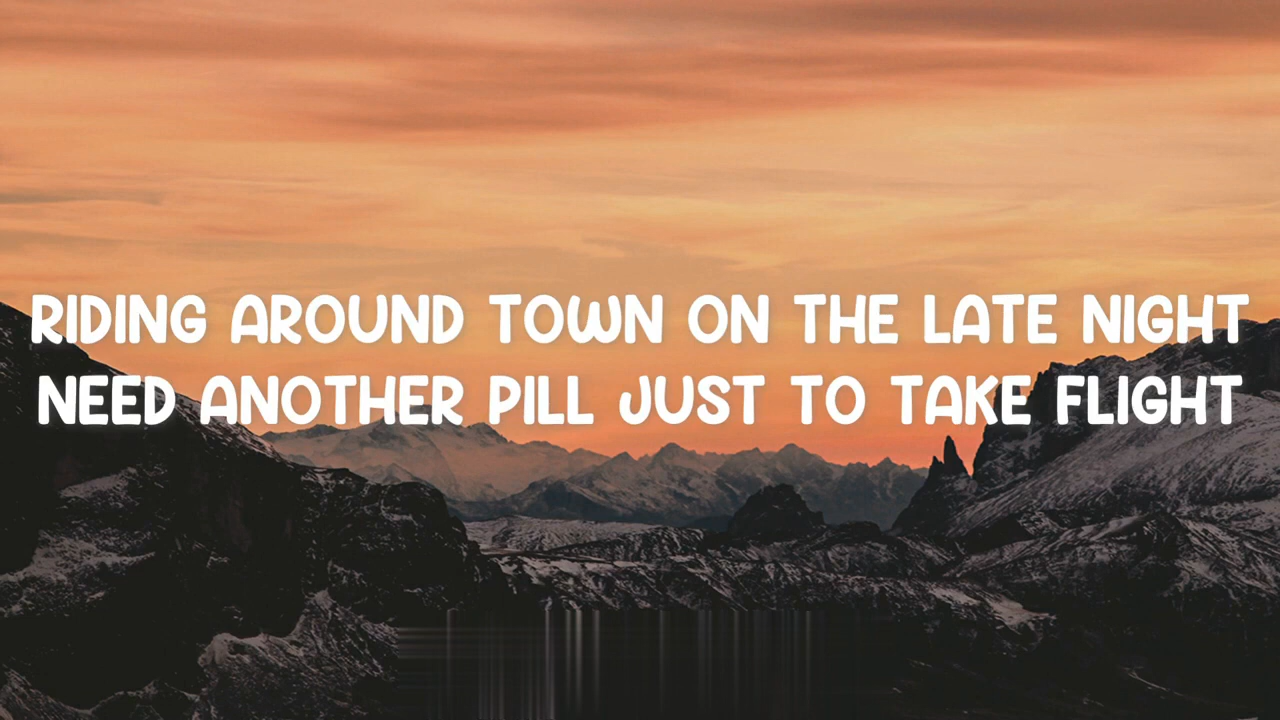 RIDING AROUND TOWN ON THE LATE NIGHT
NEED ANOTHER PILL JUST TO TAKE FLIGHT